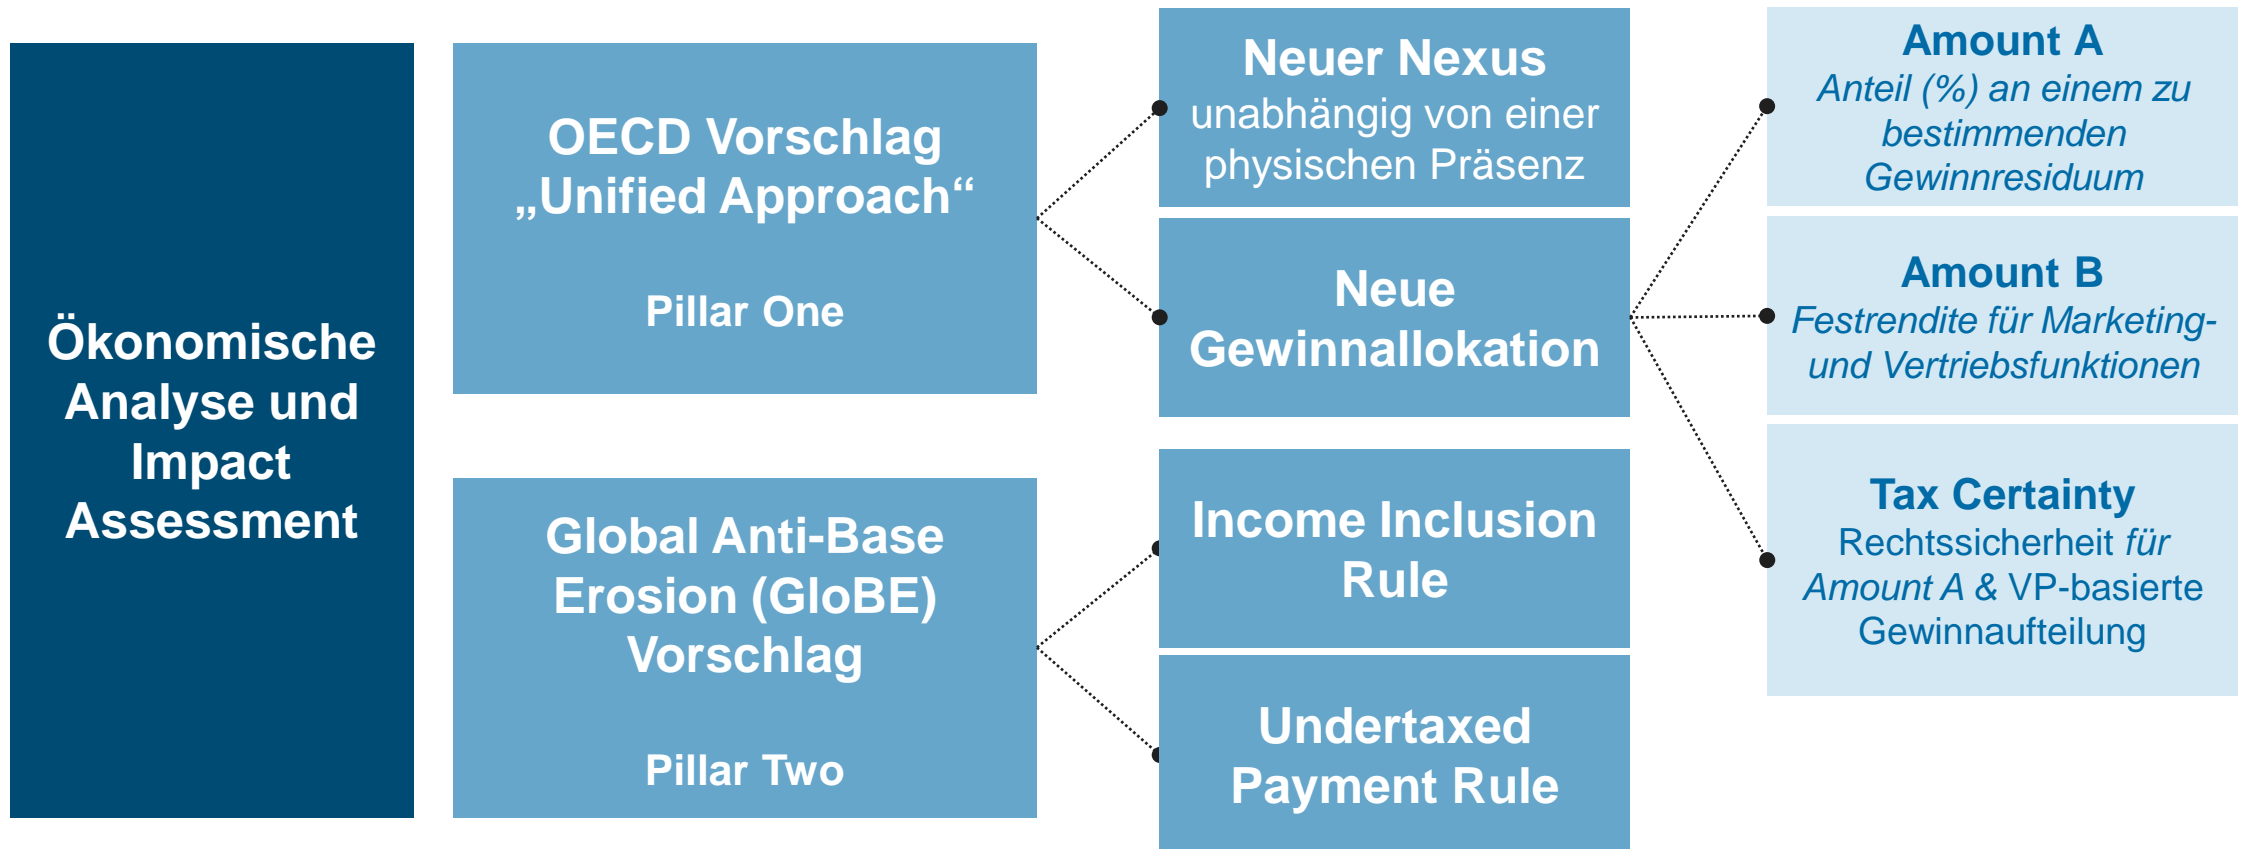 Ökonomische
Analyse und
Impact
Assessment
OECD Vorschlag
„Unified Approach“
Pillar One
Global Anti-Base
Erosion (GloBE)
Vorschlag
Pillar Two
Neuer Nexus
unabhängig von einer
physischen Präsenz
Neue
Gewinnallokation
Income Inclusion
Rule
Undertaxed
Payment Rule
Amount A
Anteil (%) an einem zu
bestimmenden
Gewinnresiduum
Amount B
Festrendite für Marketing-
und Vertriebsfunktionen
Tax Certainty
Rechtssicherheit für
Amount A & VP-basierte
Gewinnaufteilung